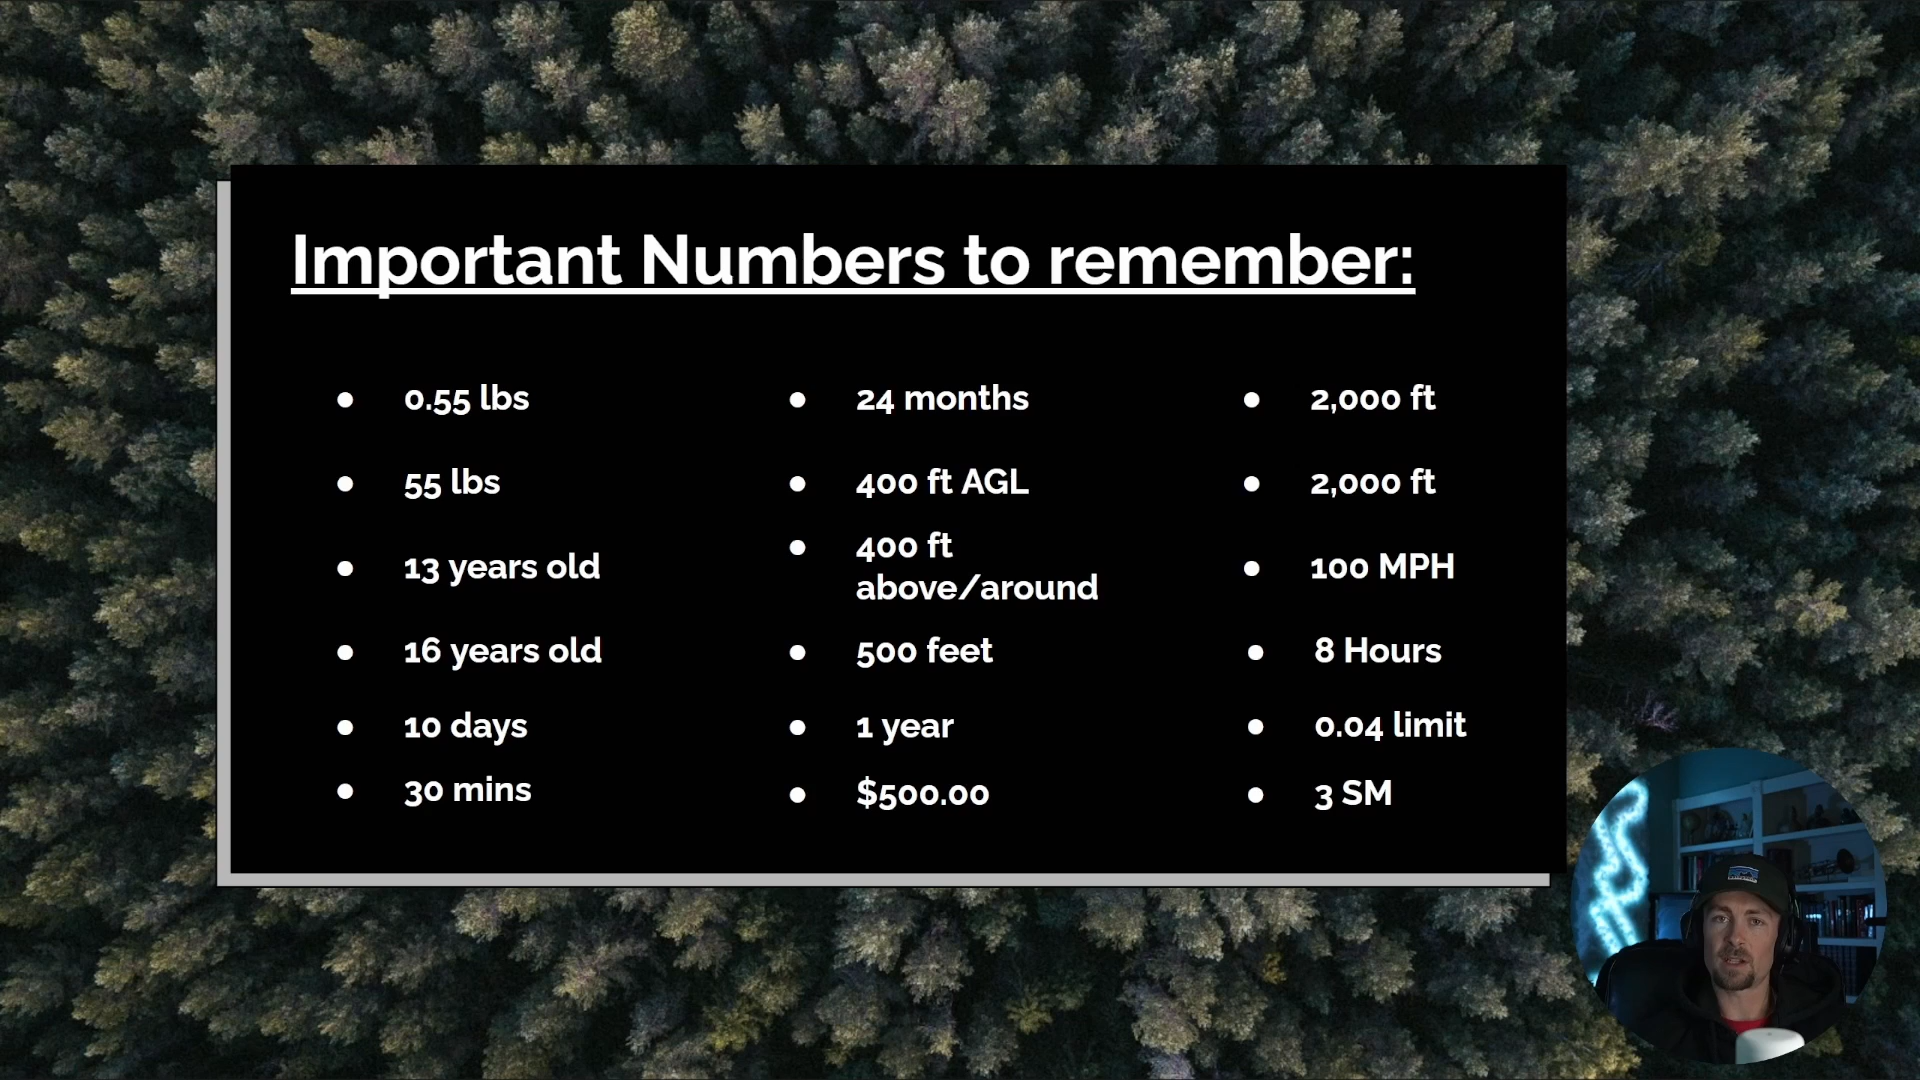 Important Numbers to remember:
0.55 lbs
55 lbs
13 years old
16 years old
10 days
30 mins
24 months
400 ft AGL
400 ft
above/around
500 feet
1 year
$500.00
2,000 ft
2,000 ft
100 MPH
8 Hours
0.04 limit
3 SM